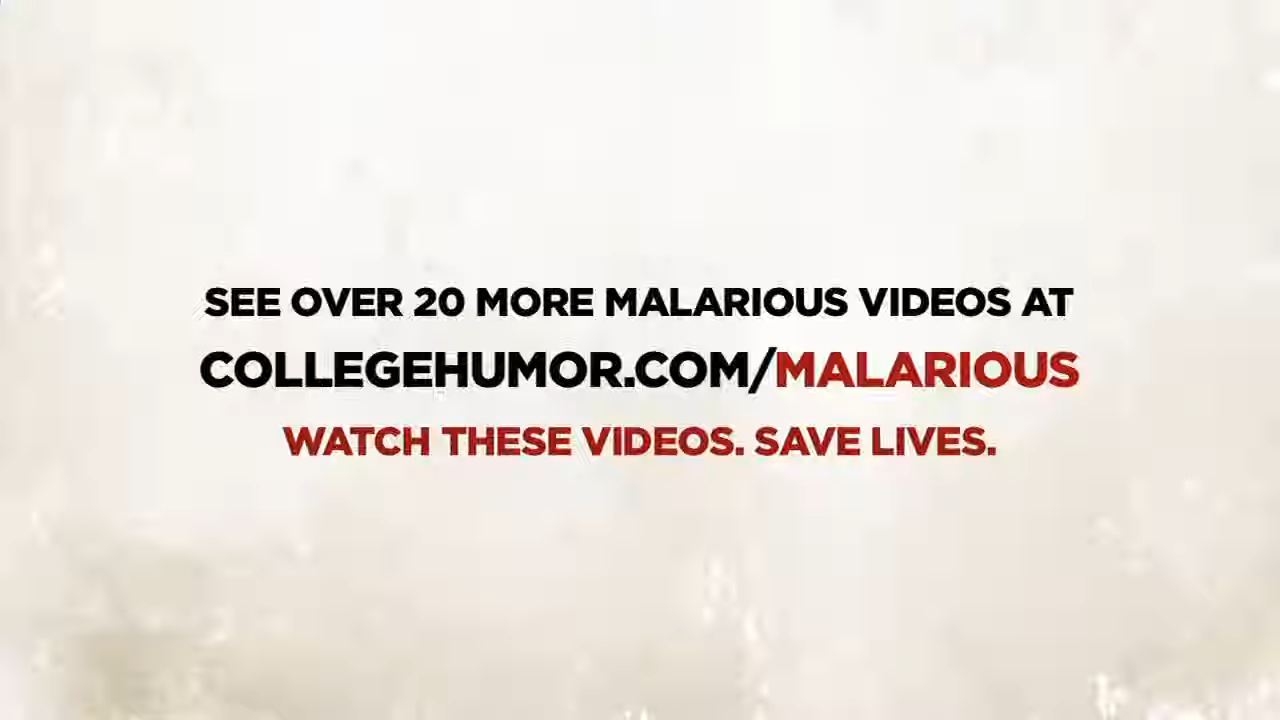 SEE OVER 20 MORE MALARIOUS VIDEOS AT
COLLEGEHUMOR.COM/MALARIOUS
WATCH THESE VIDEOS. SAVE LIVES.